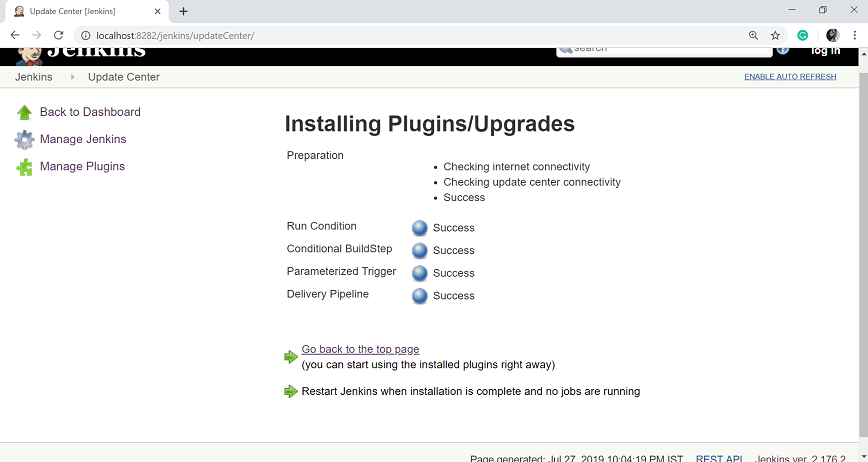 Update Center [Jenkins]
localhost:8282/jenkins/updateCenter/
Jenkins
search
log in
Jenkins Update Center
ENABLE AUTO REFRESH
Back to Dashboard
Manage Jenkins
Manage Plugins
Installing Plugins/Upgrades
Preparation
Checking internet connectivity
Checking update center connectivity
Success
Run Condition Success
Conditional BuildStep Success
Parameterized Trigger Success
Delivery Pipeline Success
Go back to the top page
(you can start using the installed plugins right away)
Restart Jenkins when installation is complete and no jobs are running
Page generated: Jul 27, 2019 10:04:19 PM IST REST API Jenkins ver. 2.176.2